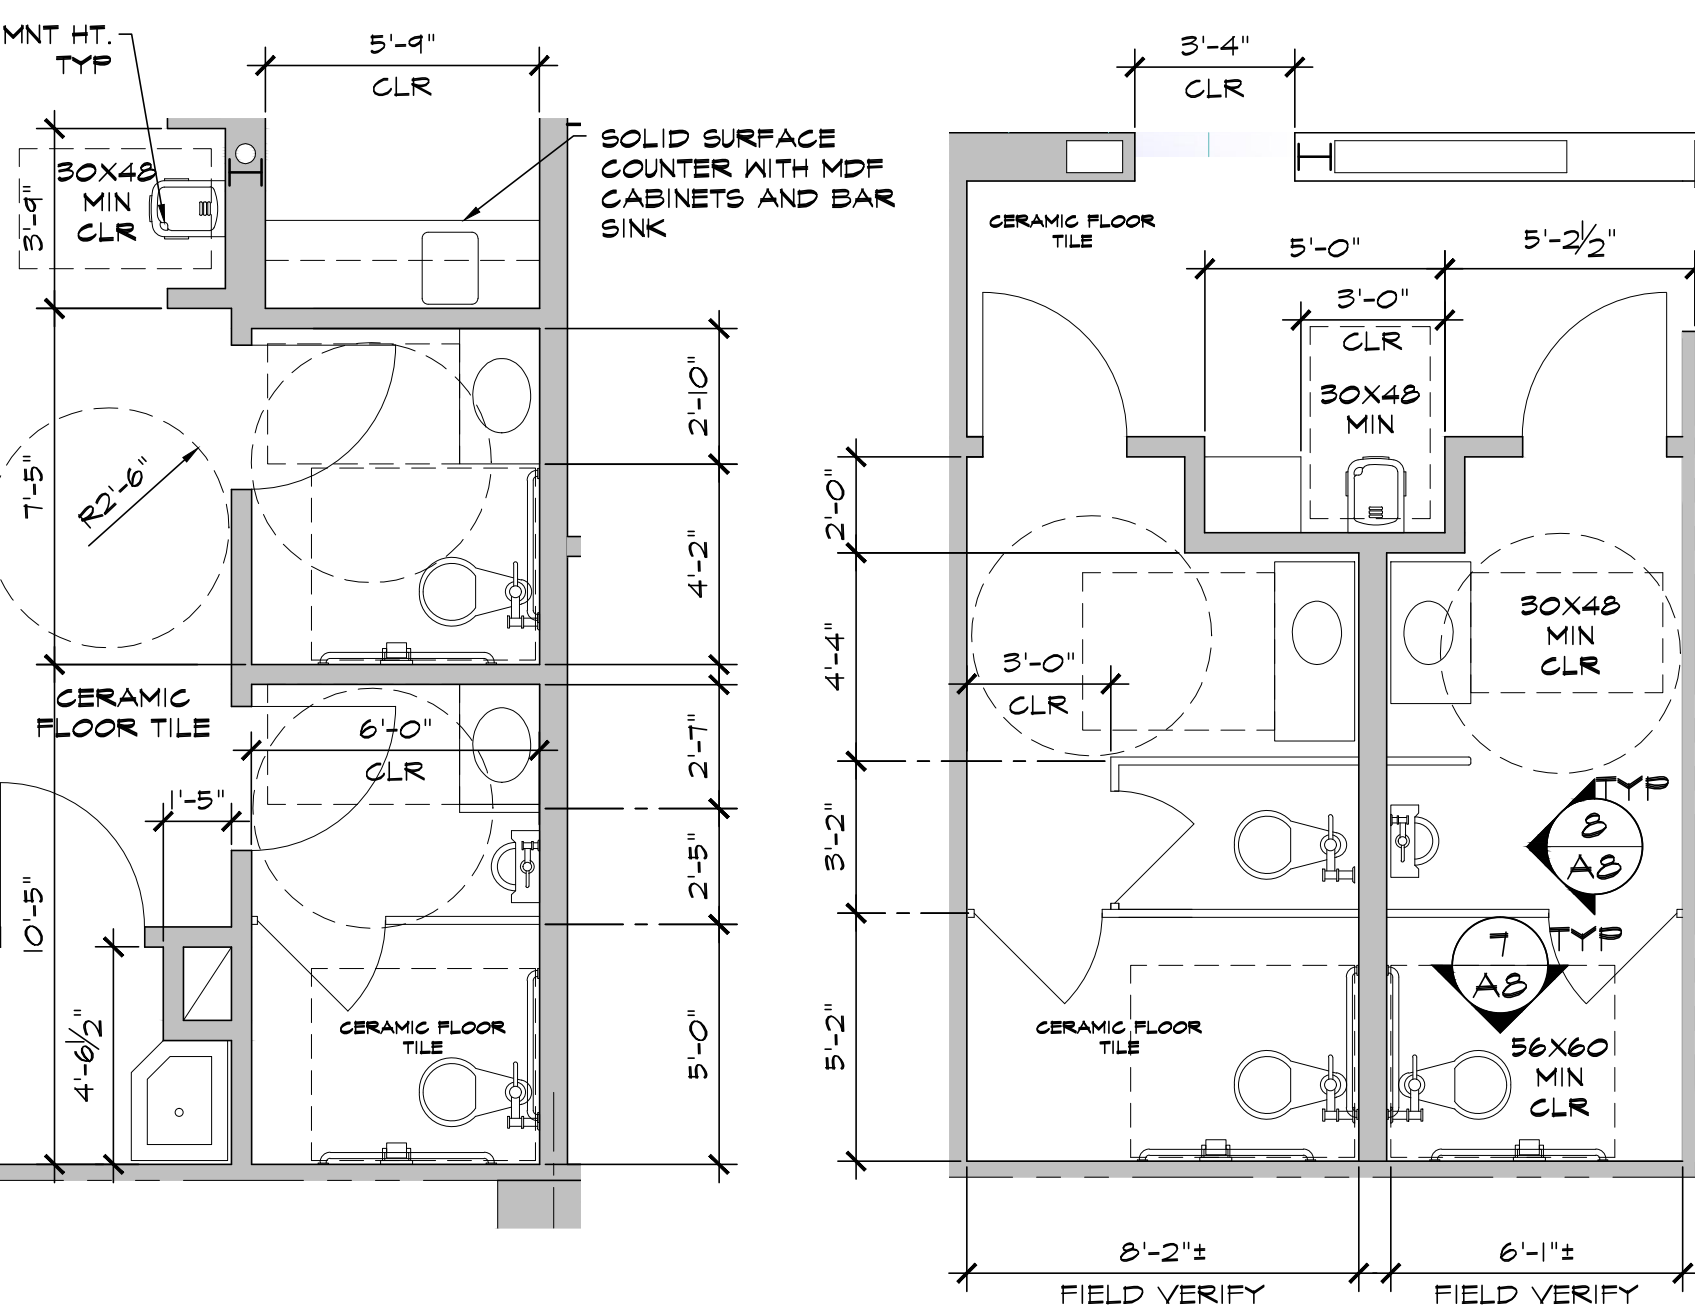 MNT HT.
TYP
5'-9"
CLR
3'-4"
CLR
SOLID SURFACE
COUNTER WITH MDF
CABINETS AND BAR
SINK
30X48
MIN
CLR
3'-9"
CERAMIC FLOOR
TILE
5'-0"
5'-2½"
3'-0"
CLR
30X48
MIN
2'-10"
7'-5"
R2'-6"
4'-2"
2'-0"
4'-4"
30X48
MIN
CLR
3'-0"
CLR
CERAMIC
FLOOR TILE
6'-0"
CLR
2'-7"
1'-5"
2'-5"
3'-2"
TYP
8
A8
10'-5"
TYP
7
A8
4'-6½"
CERAMIC FLOOR
TILE
5'-0"
5'-2"
CERAMIC FLOOR
TILE
56X60
MIN
CLR
8'-2"±
FIELD VERIFY
6'-1"±
FIELD VERIFY